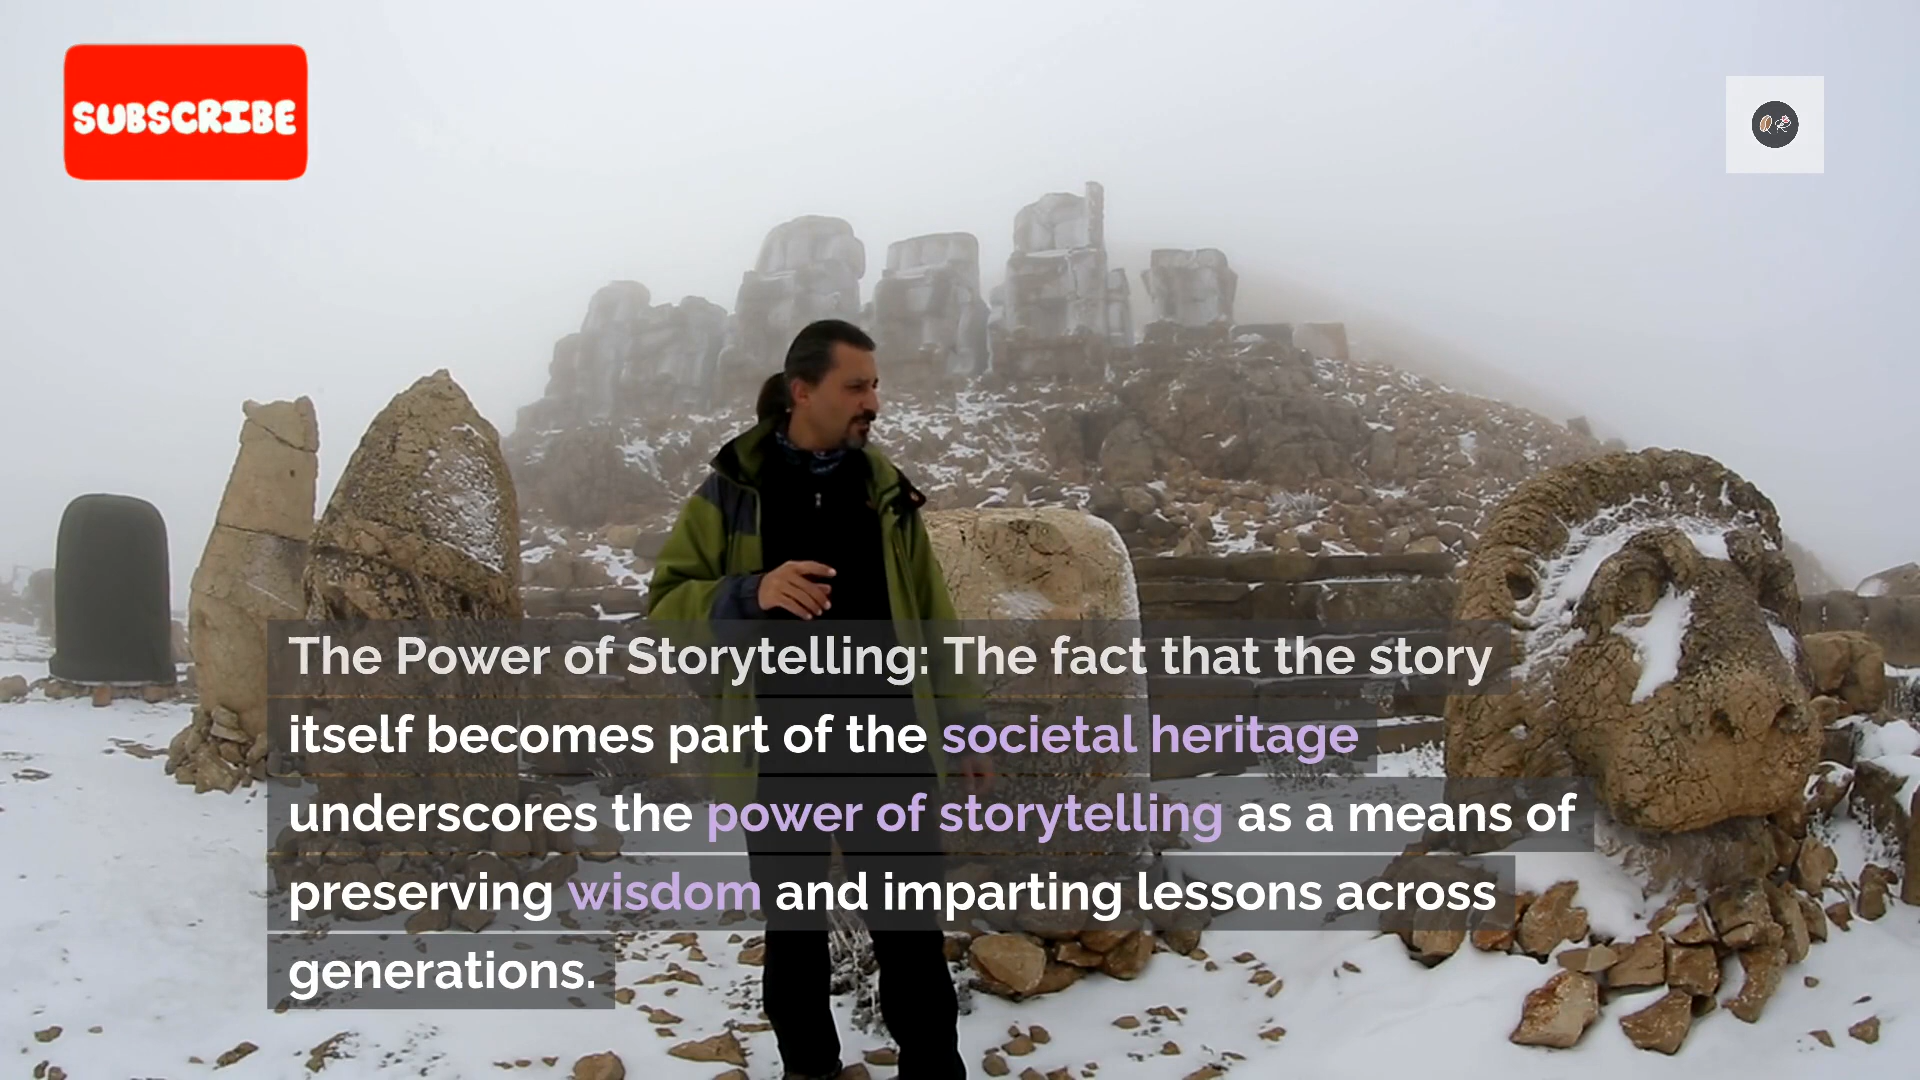 SUBSCRIBE
The Power of Storytelling: The fact that the story
itself becomes part of the societal heritage
underscores the power of storytelling as a means of
preserving wisdom and imparting lessons across
generations.